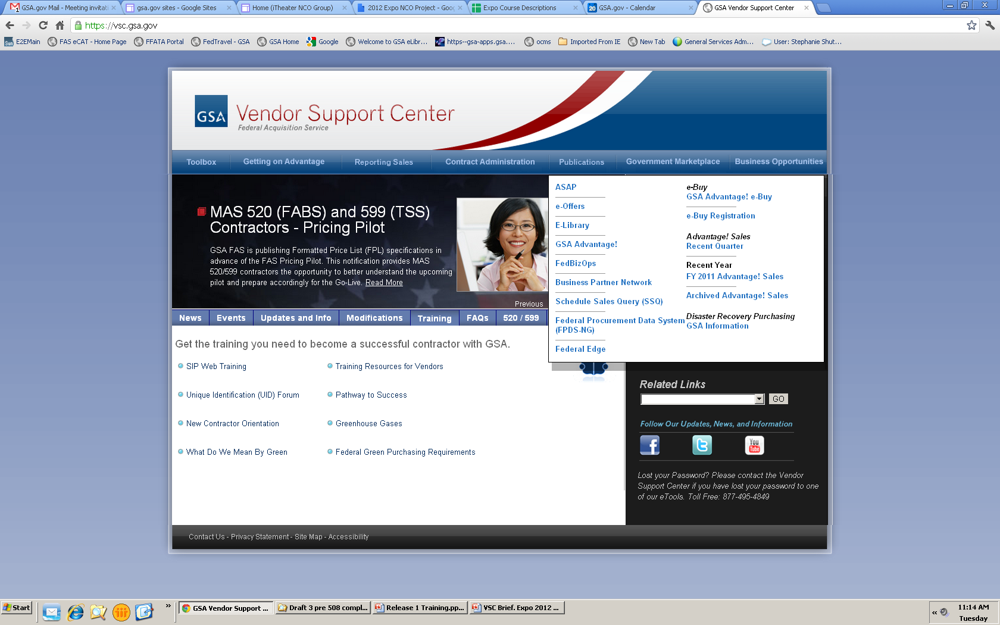 GSA.gov Mail - Meeting invitati
gsa.gov sites - Google Sites
Home (iTheater NCO Group)
2012 Expo NCO Project - Goo
Expo Course Descriptions
20 GSA.gov - Calendar
GSA Vendor Support Center
https://vsc.gsa.gov
Sun E2EMain
FAS eCAT - Home Page
FFATA Portal
FedTravel - GSA
GSA Home
Google
Welcome to GSA eLibr...
https--gsa-apps.gsa....
ocms
Imported From IE
New Tab
General Services Adm...
User: Stephanie Shut...
GSA Vendor Support Center
Federal Acquisition Service
Toolbox
Getting on Advantage
Reporting Sales
Contract Administration
Publications
Government Marketplace
Business Opportunities
MAS 520 (FABS) and 599 (TSS)
Contractors - Pricing Pilot
GSA FAS is publishing Formatted Price List (FPL) specifications in
advance of the FAS Pricing Pilot. This notification provides MAS
520/599 contractors the opportunity to better understand the upcoming
pilot and prepare accordingly for the Go-Live. Read More
Previous
ASAP
e-Offers
E-Library
GSA Advantage!
FedBizOps
Business Partner Network
Schedule Sales Query (SSQ)
Federal Procurement Data System
(FPDS-NG)
Federal Edge
e-Buy
GSA Advantage! e-Buy
e-Buy Registration
Advantage! Sales
Recent Quarter
Recent Year
FY 2011 Advantage! Sales
Archived Advantage! Sales
Disaster Recovery Purchasing
GSA Information
News
Events
Updates and Info
Modifications
Training
FAQs
520 / 599
Get the training you need to become a successful contractor with GSA.
SIP Web Training
Training Resources for Vendors
Unique Identification (UID) Forum
Pathway to Success
New Contractor Orientation
Greenhouse Gases
What Do We Mean By Green
Federal Green Purchasing Requirements
Related Links
GO
Follow Our Updates, News, and Information
You Tube
Lost your Password? Please contact the Vendor
Support Center if you have lost your password to one
of our eTools. Toll Free: 877-495-4849
Contact Us - Privacy Statement - Site Map - Accessibility
Start
GSA Vendor Support ...
Draft 3 pre 508 compl...
Release 1 Training.pp...
VSC Brief. Expo 2012 ...
11:14 AM
Tuesday